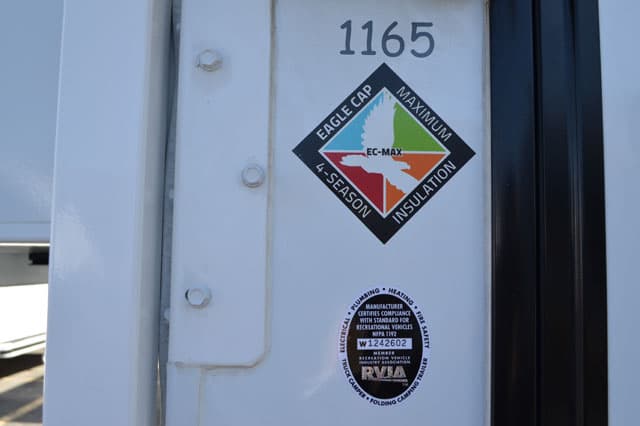 1165
EAGLE CAP
MAXIMUM
EC-MAX
4-SEASON
INSULATION
ELECTRICAL • PLUMBING • HEATING • FIRE SAFETY
MANUFACTURER
CERTIFIES COMPLIANCE
WITH STANDARD FOR
RECREATIONAL VEHICLES
NFPA 1192
W1242602
MEMBER
RECREATION VEHICLE
INDUSTRY ASSOCIATION
RVIA
TRUCK CAMPER • FOLDING CAMPING TRAILER